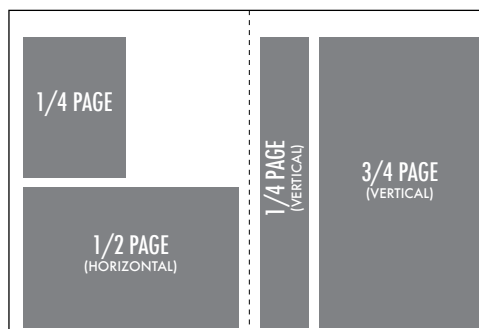 1/4 PAGE
1/2 PAGE
(HORIZONTAL)
1/4 PAGE
(VERTICAL)
3/4 PAGE
(VERTICAL)